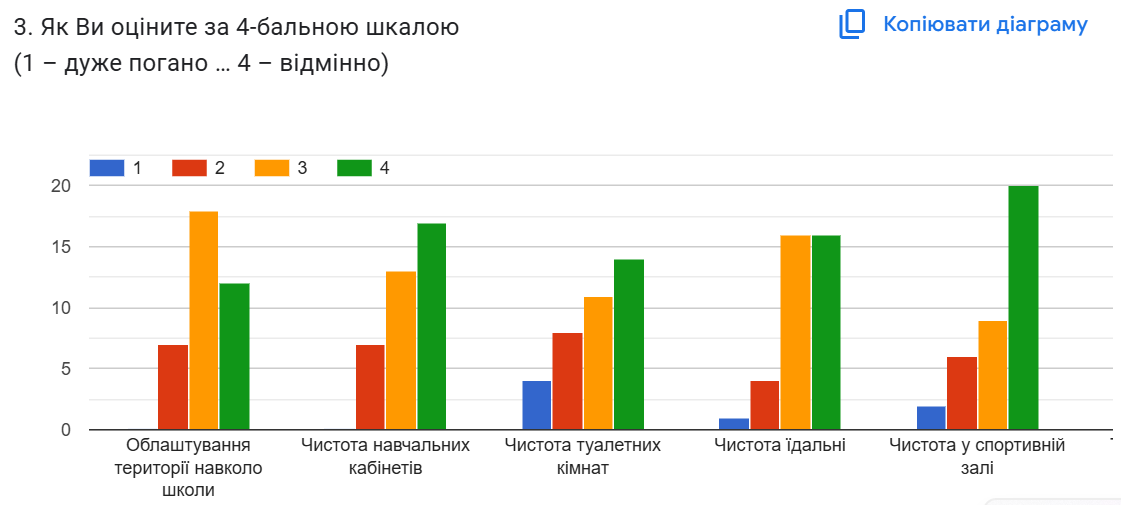 3. Як Ви оціните за 4-бальною шкалою
(1 – дуже погано ... 4 – відмінно)
Копіювати діаграму
1 2 3 4
20
15
10
5
0
Облаштування
території навколо
школи
Чистота навчальних
кабінетів
Чистота туалетних
кімнат
Чистота їдальні
Чистота у спортивній
залі